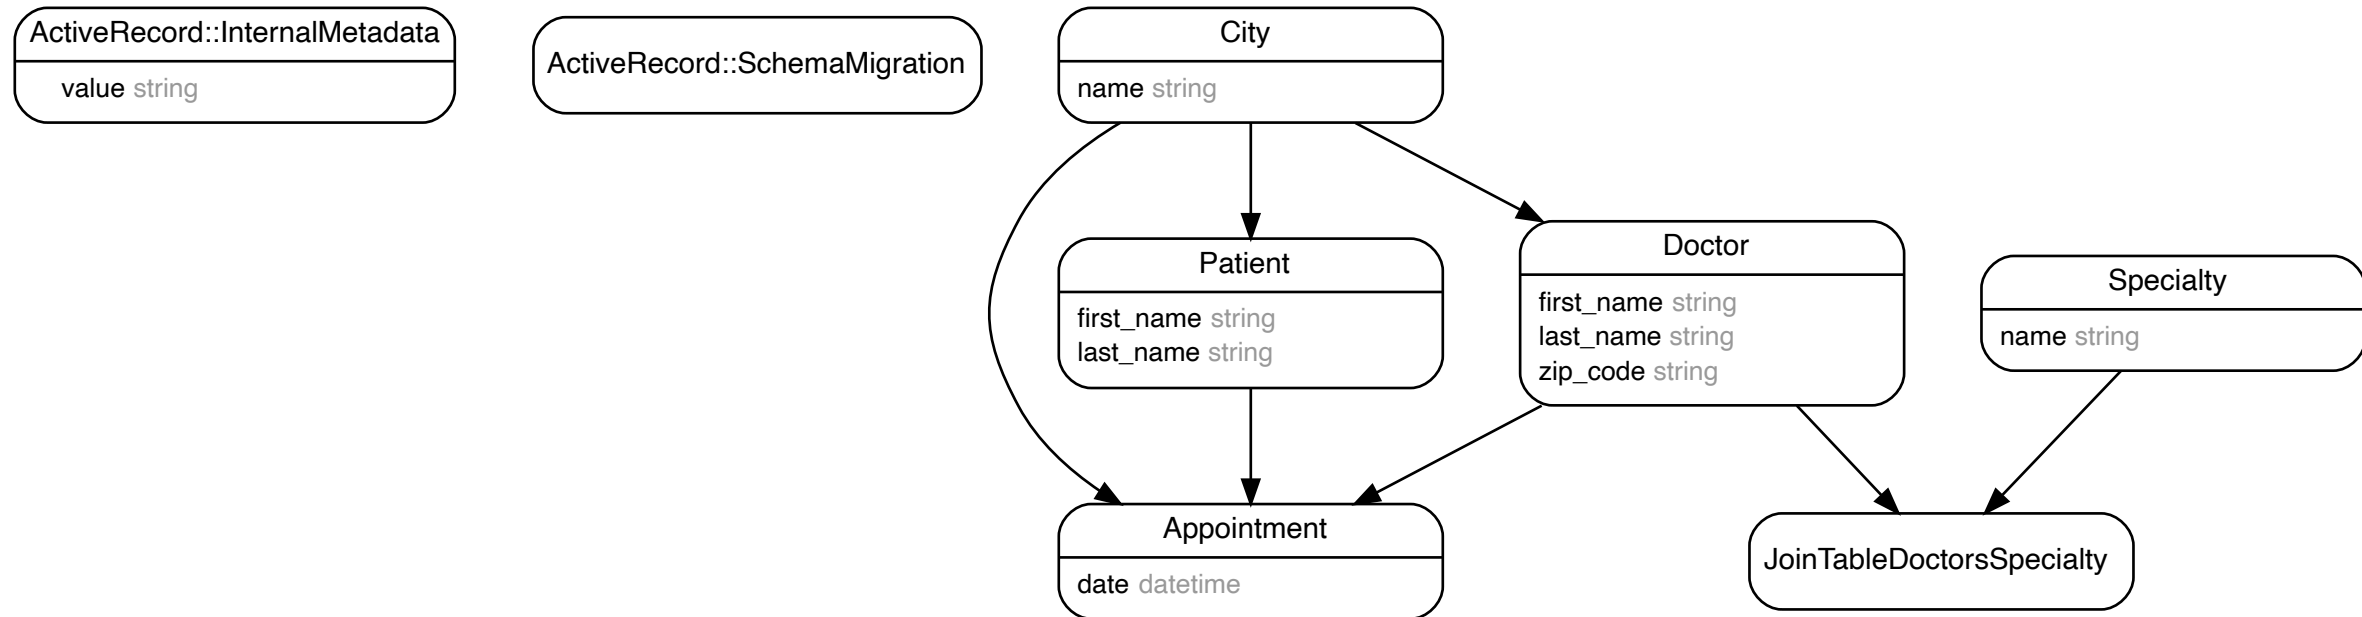 ActiveRecord::InternalMetadata
value string
ActiveRecord::SchemaMigration
City
name string
Patient
first_name string
last_name string
Doctor
first_name string
last_name string
zip_code string
Specialty
name string
Appointment
date datetime
JoinTableDoctorsSpecialty